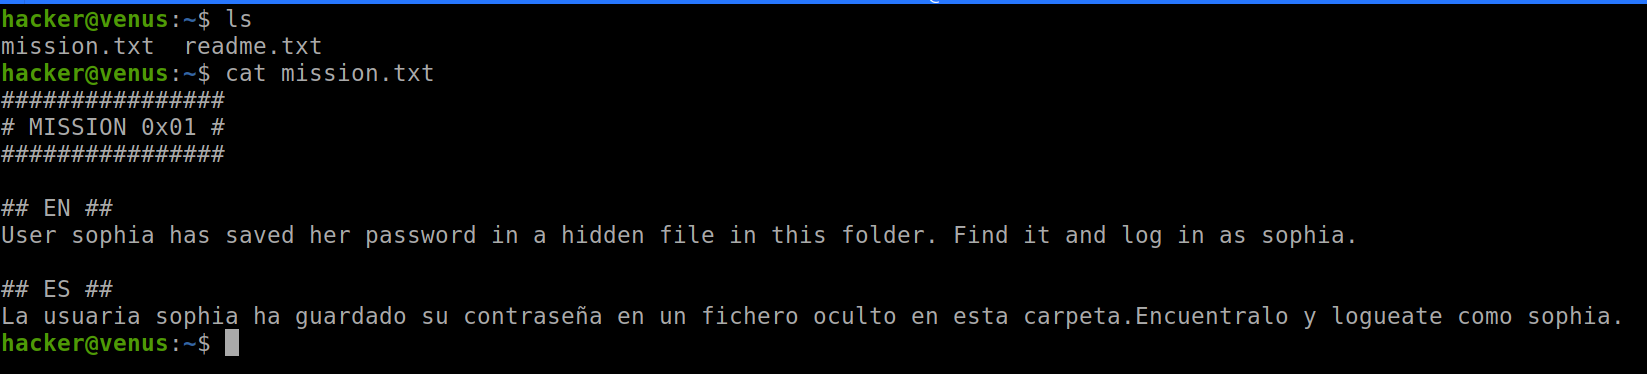 hacker@venus:~$ ls
mission.txt  readme.txt
hacker@venus:~$ cat mission.txt
################
# MISSION 0x01 #
################
## EN ##
User sophia has saved her password in a hidden file in this folder. Find it and log in as sophia.
## ES ##
La usuaria sophia ha guardado su contraseña en un fichero oculto en esta carpeta.Encuentralo y logueate como sophia.
hacker@venus:~$